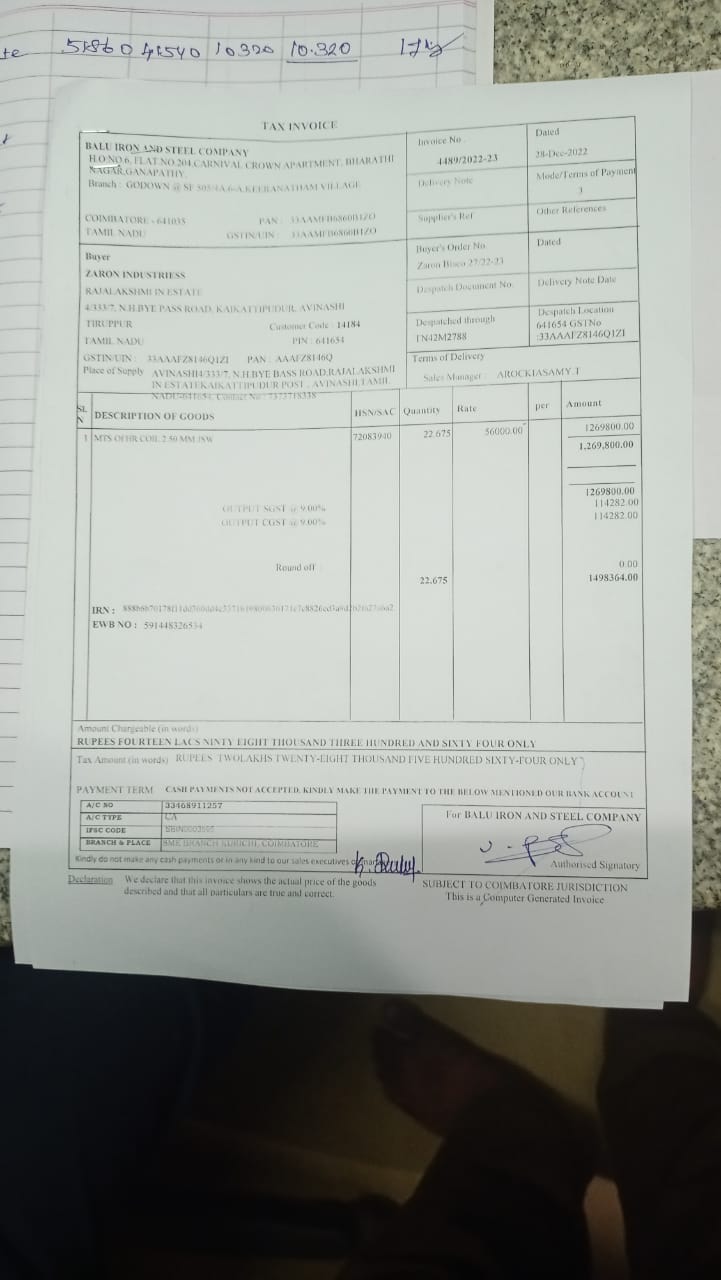 te 51860 41540 10320 10.320
TAX INVOICE
BALU IRON AND STEEL COMPANY
H.O:NO.6, FLAT NO.204,CARNIVAL CROWN APARTMENT, BHARATHI
NAGAR,GANAPATHY.
Branch : GODOWN @ SF KEERANATHAM VILLAGE
COIMBATORE - 641035 PAN :
TAMIL NADU GSTIN/UIN :
Invoice No
4489/2022-23
Dated
28-Dec-2022
Delivery Note
Mode/Terms of Payment
3
Supplier's Ref
Other References
Buyer
ZARON INDUSTRIESS
RAJALAKSHMI IN ESTATE
4/333/7, N.H.BYE PASS ROAD, KAIKATTIPUDUR, AVINASHI
TIRUPPUR Customer Code : 14184
TAMIL NADU PIN : 641654
GSTIN/UIN : 33AAAFZ8146Q1ZI PAN : AAAFZ8146Q
Place of Supply AVINASHI4/333/7, N.H.BYE BASS ROAD,RAJALAKSHMI
IN ESTATEKAIKATTIPUDUR POST , AVINASHI,TAMIL
NADU-641654, Contact No : 7373718338
Buyer's Order No.
Zaron Bisco 27/22-23
Dated
Despatch Document No.
Delivery Note Date
Despatched through
TN42M2788
Despatch Location
641654 GSTNo
:33AAAFZ8146Q1Z1
Terms of Delivery
Sales Manager : AROCKIASAMY.T
SL N DESCRIPTION OF GOODS HSN/SAC Quantity Rate per Amount
1 MTS OF HR COIL 2.50 MM JSW 72083940 22.675 56000.00 1269800.00
1,269,800.00
1269800.00
OUTPUT SGST @ 9.00% 114282.00
OUTPUT CGST @ 9.00% 114282.00
Round off 0.00
22.675 1498364.00
IRN :
EWB NO : 591448326534
Amount Chargeable (in words)
RUPEES FOURTEEN LACS NINTY EIGHT THOUSAND THREE HUNDRED AND SIXTY FOUR ONLY
Tax Amount (in words) RUPEES TWOLAKHS TWENTY-EIGHT THOUSAND FIVE HUNDRED SIXTY-FOUR ONLY
PAYMENT TERM CASH PAYMENTS NOT ACCEPTED, KINDLY MAKE THE PAYMENT TO THE BELOW MENTIONED OUR BANK ACCOUNT
A/C NO 33468911257
A/C TYPE CA
IFSC CODE
BRANCH & PLACE SME BRANCH KURICHI, COIMBATORE
Kindly do not make any cash payments or in any kind to our sales executives
For BALU IRON AND STEEL COMPANY
Authorised Signatory
Declaration We declare that this invoice shows the actual price of the goods
described and that all particulars are true and correct.
SUBJECT TO COIMBATORE JURISDICTION
This is a Computer Generated Invoice